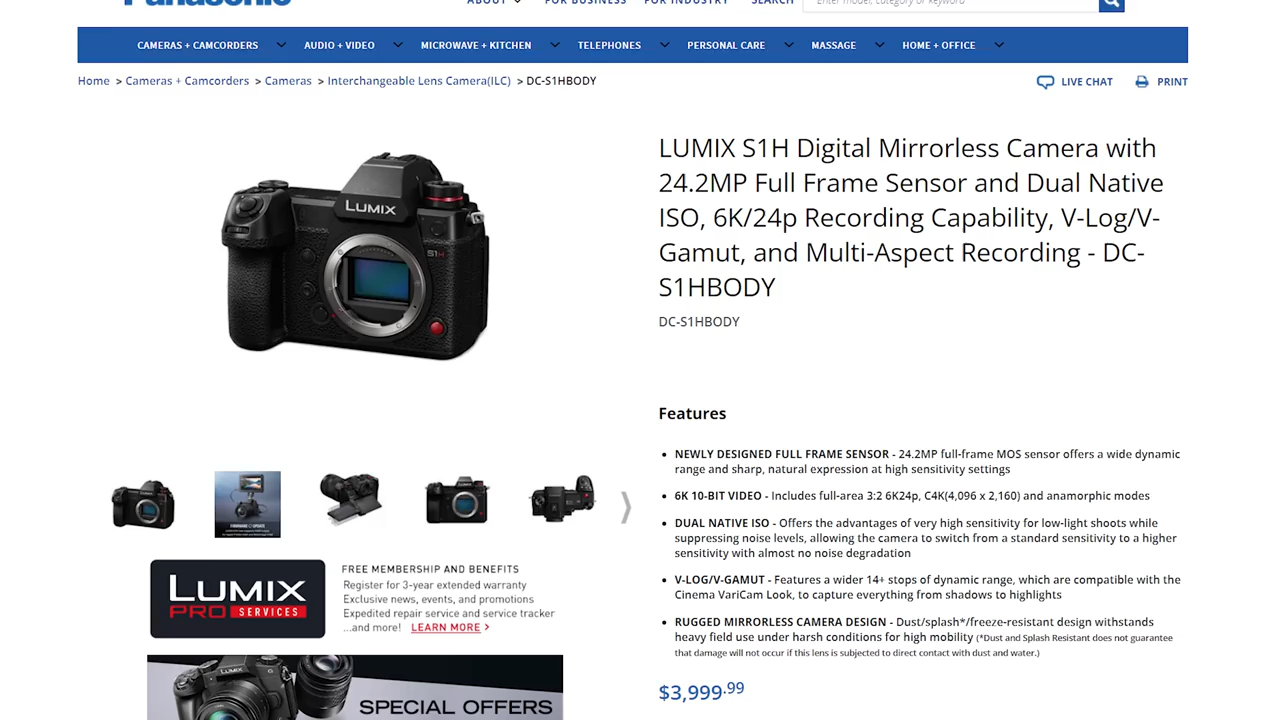 Panasonic
ABOUT FOR BUSINESS FOR INDUSTRY SEARCH Enter model, category or keyword
CAMERAS + CAMCORDERS AUDIO + VIDEO MICROWAVE + KITCHEN TELEPHONES PERSONAL CARE MASSAGE HOME + OFFICE
Home > Cameras + Camcorders > Cameras > Interchangeable Lens Camera(ILC) > DC-S1HBODY
LIVE CHAT PRINT
LUMIX
S1H
LUMIX S1H Digital Mirrorless Camera with
24.2MP Full Frame Sensor and Dual Native
ISO, 6K/24p Recording Capability, V-Log/V-
Gamut, and Multi-Aspect Recording - DC-
S1HBODY
DC-S1HBODY
Features
• NEWLY DESIGNED FULL FRAME SENSOR - 24.2MP full-frame MOS sensor offers a wide dynamic
range and sharp, natural expression at high sensitivity settings
• 6K 10-BIT VIDEO - Includes full-area 3:2 6K24p, C4K(4,096 x 2,160) and anamorphic modes
• DUAL NATIVE ISO - Offers the advantages of very high sensitivity for low-light shoots while
suppressing noise levels, allowing the camera to switch from a standard sensitivity to a higher
sensitivity with almost no noise degradation
• V-LOG/V-GAMUT - Features a wider 14+ stops of dynamic range, which are compatible with the
Cinema VariCam Look, to capture everything from shadows to highlights
• RUGGED MIRRORLESS CAMERA DESIGN - Dust/splash*/freeze-resistant design withstands
heavy field use under harsh conditions for high mobility (*Dust and Splash Resistant does not guarantee
that damage will not occur if this lens is subjected to direct contact with dust and water.)
$3,999.99
LUMIX
PRO SERVICES
FREE MEMBERSHIP AND BENEFITS
Register for 3-year extended warranty
Exclusive news, events, and promotions
Expedited repair service and service tracker
...and more! LEARN MORE >
LUMIX G
SPECIAL OFFERS